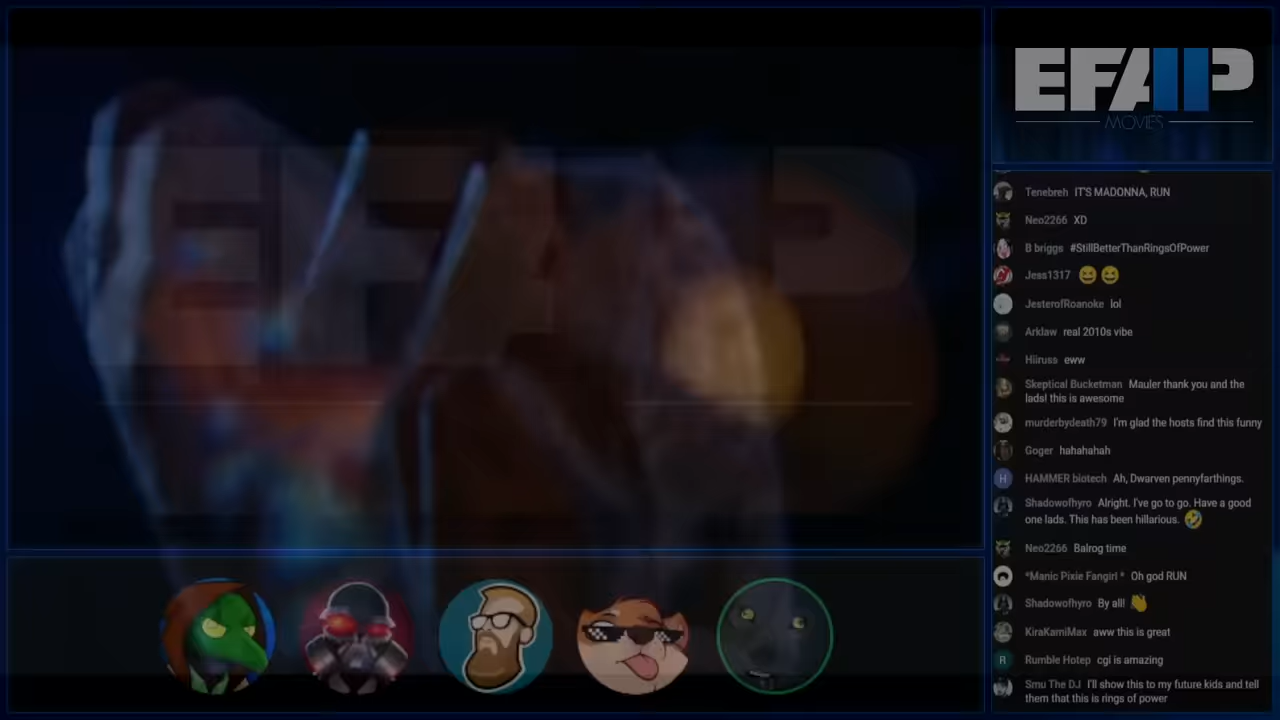 EFAP
MOVIES
Tenebreh IT'S MADONNA, RUN
Neo2266 XD
B briggs #StillBetterThanRingsOfPower
Jess1317 😆 😆
JesterofRoanoke lol
Arklaw real 2010s vibe
Hiiruss eww
Skeptical Bucketman Mauler thank you and the
lads! this is awesome
murderbydeath79 I'm glad the hosts find this funny
Goger hahahahah
H HAMMER biotech Ah, Dwarven pennyfarthings.
Shadowofhyro Alright. I've go to go. Have a good
one lads. This has been hillarious. 🤣
Neo2266 Balrog time
*Manic Pixie Fangirl * Oh god RUN
Shadowofhyro By all! 👏
KiraKamiMax aww this is great
R Rumble Hotep cgi is amazing
Smu The DJ I'll show this to my future kids and tell
them that this is rings of power